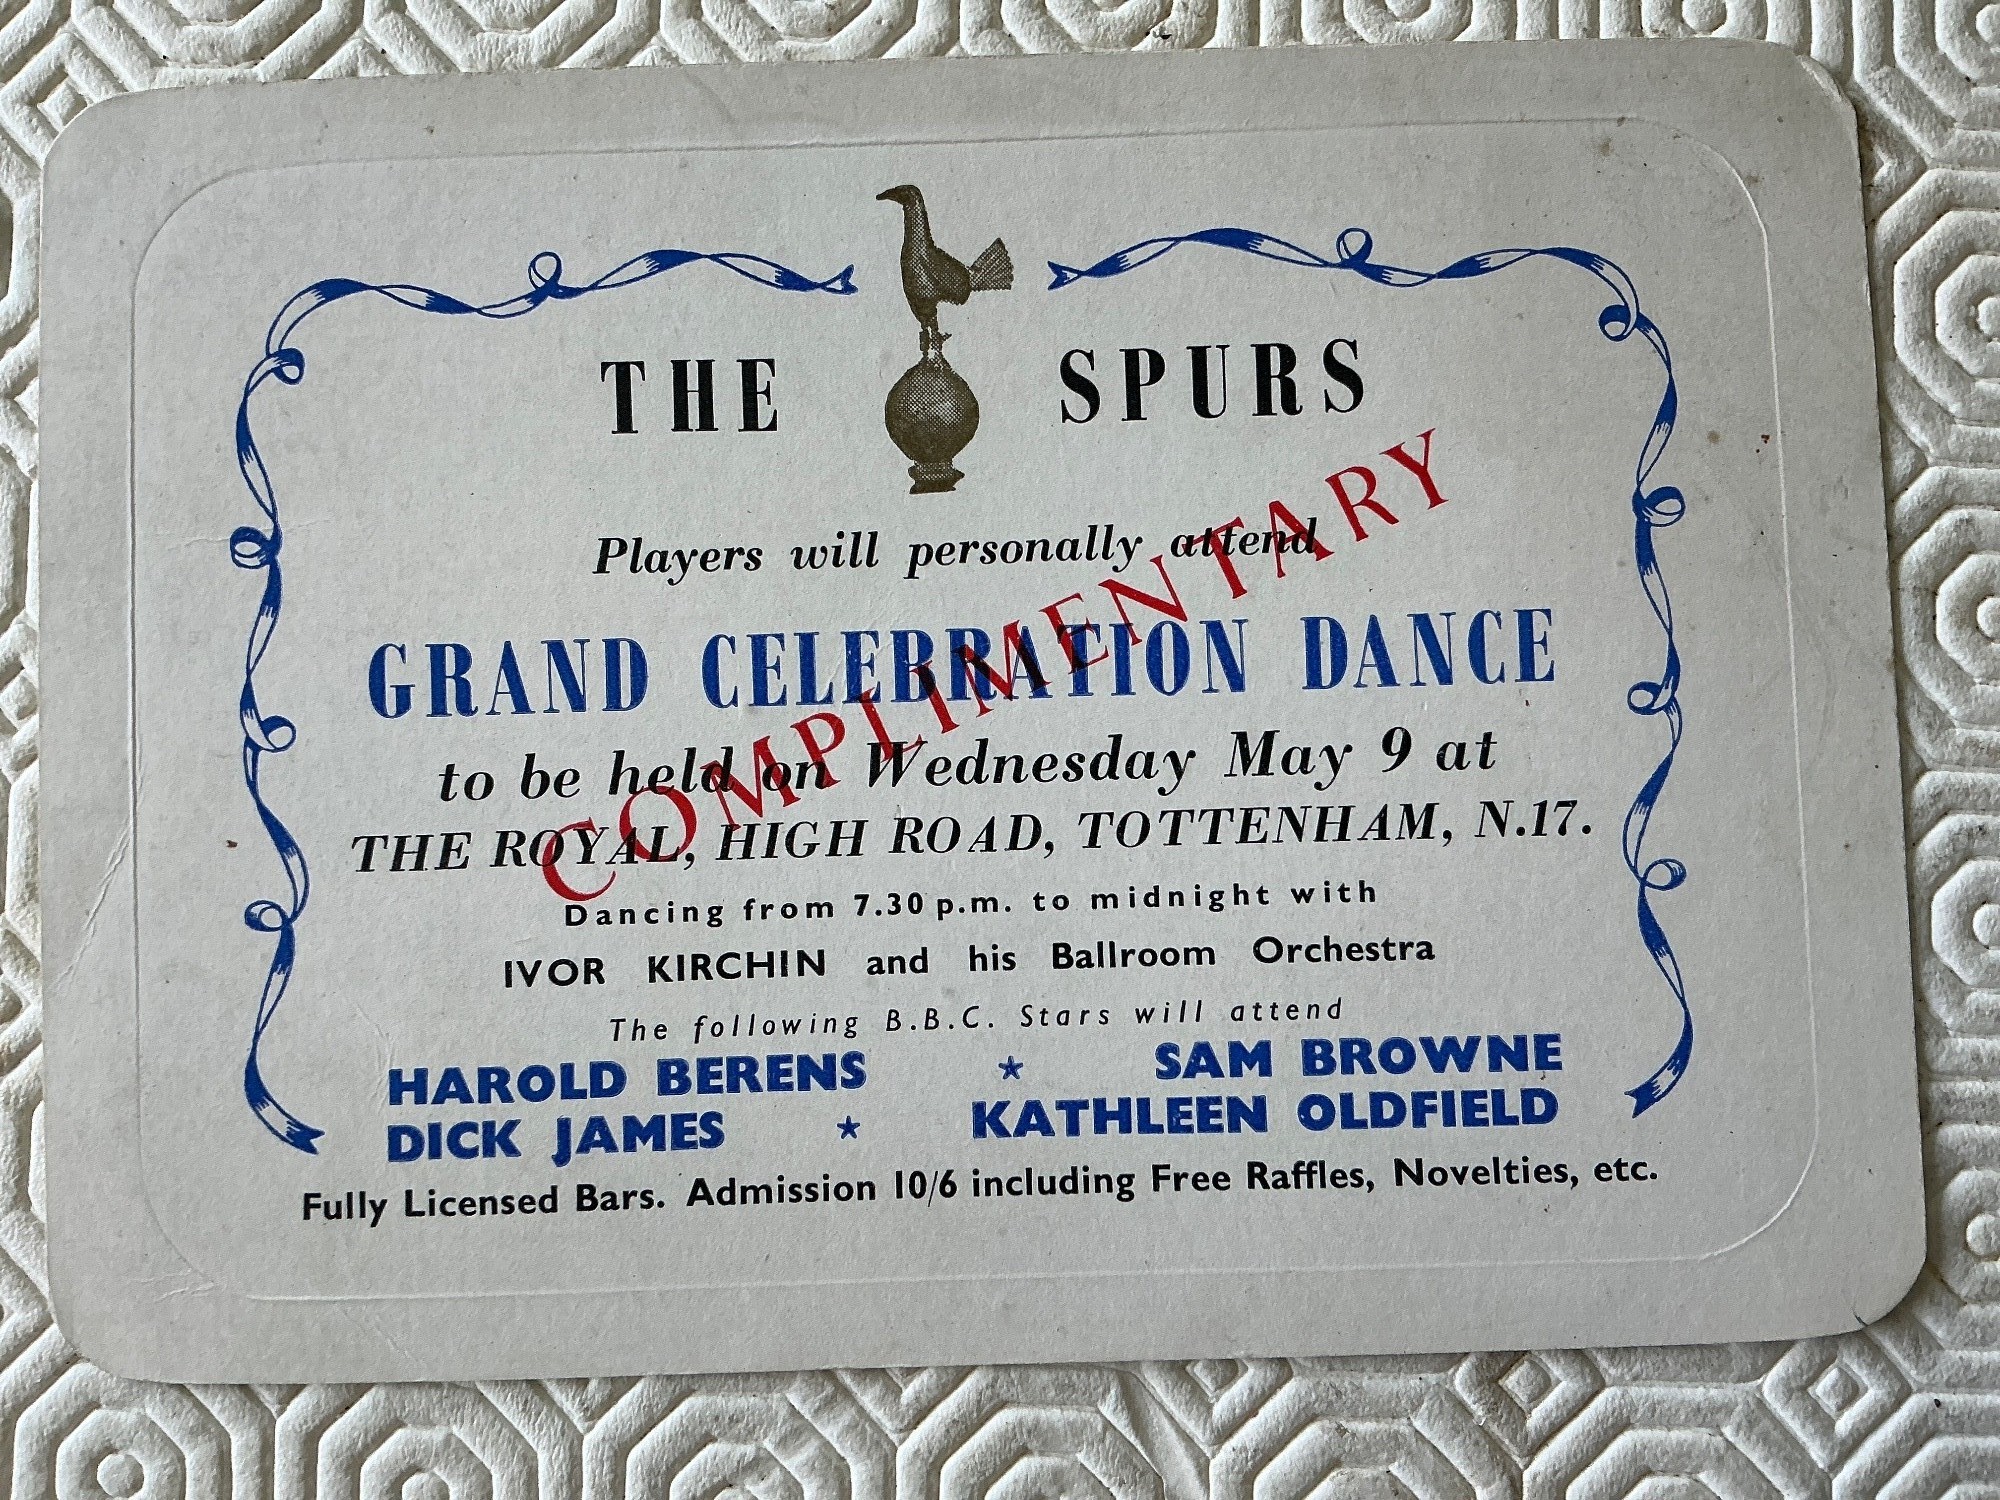 THE SPURS
Players will personally attend
COMPLIMENTARY
GRAND CELEBRATION DANCE
to be held on Wednesday May 9 at
THE ROYAL, HIGH ROAD, TOTTENHAM, N.17.
Dancing from 7.30 p.m. to midnight with
IVOR KIRCHIN and his Ballroom Orchestra
The following B.B.C. Stars will attend
HAROLD BERENS ★ SAM BROWNE
DICK JAMES ★ KATHLEEN OLDFIELD
Fully Licensed Bars. Admission 10/6 including Free Raffles, Novelties, etc.